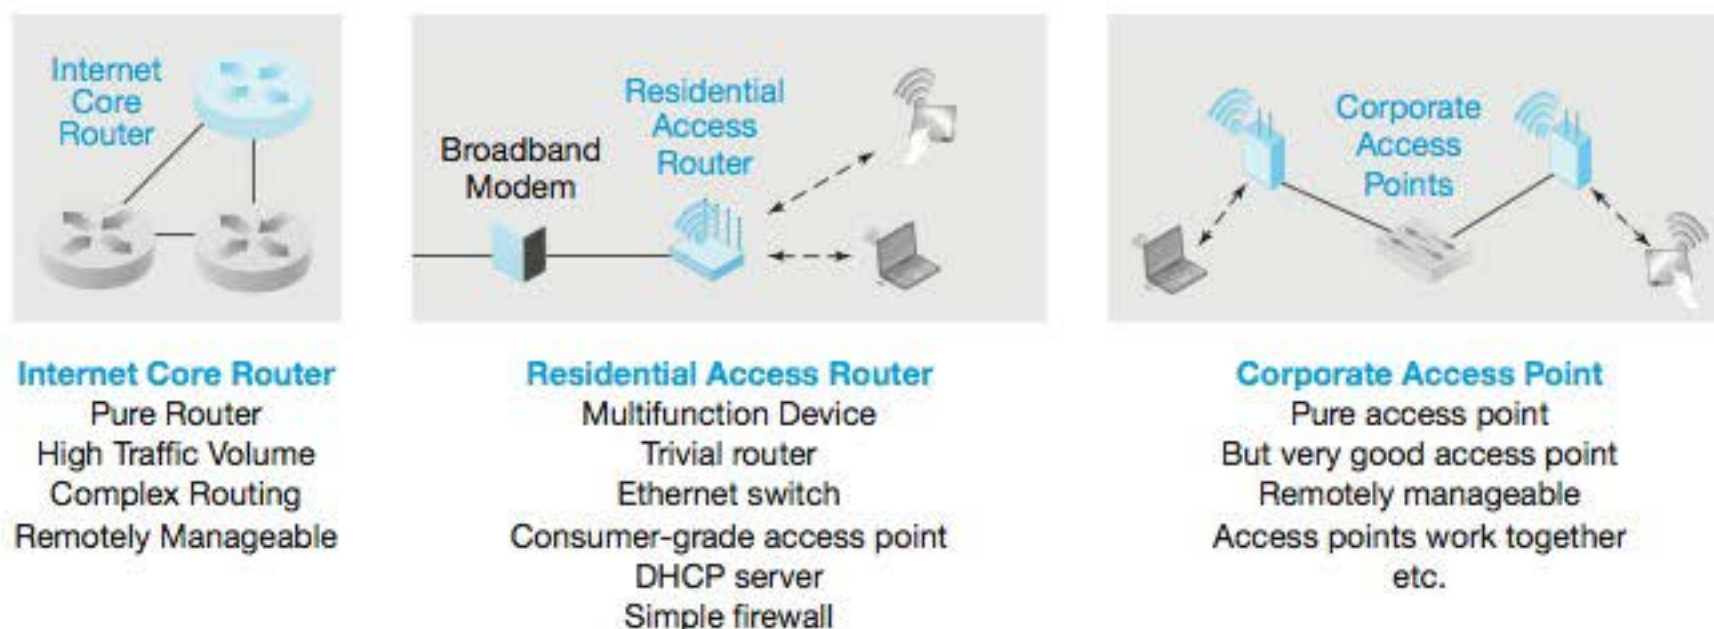 Internet
Core
Router
Broadband
Modem
Residential
Access
Router
Corporate
Access
Points
Internet Core Router
Pure Router
High Traffic Volume
Complex Routing
Remotely Manageable
Residential Access Router
Multifunction Device
Trivial router
Ethernet switch
Consumer-grade access point
DHCP server
Simple firewall
Corporate Access Point
Pure access point
But very good access point
Remotely manageable
Access points work together
etc.